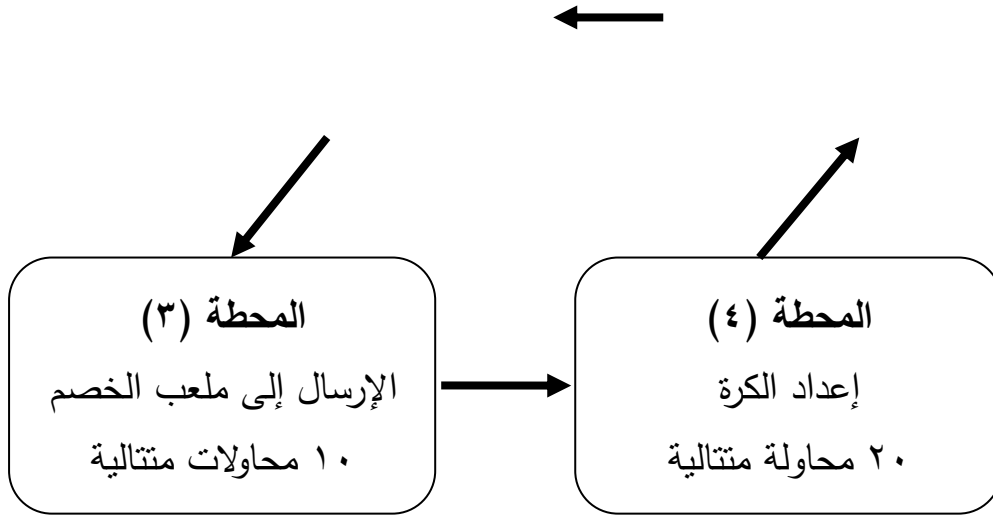 المحطة (٣)
الإرسال إلى ملعب الخصم
١٠ محاولات متتالية
المحطة (٤)
إعداد الكرة
٢٠ محاولة متتالية